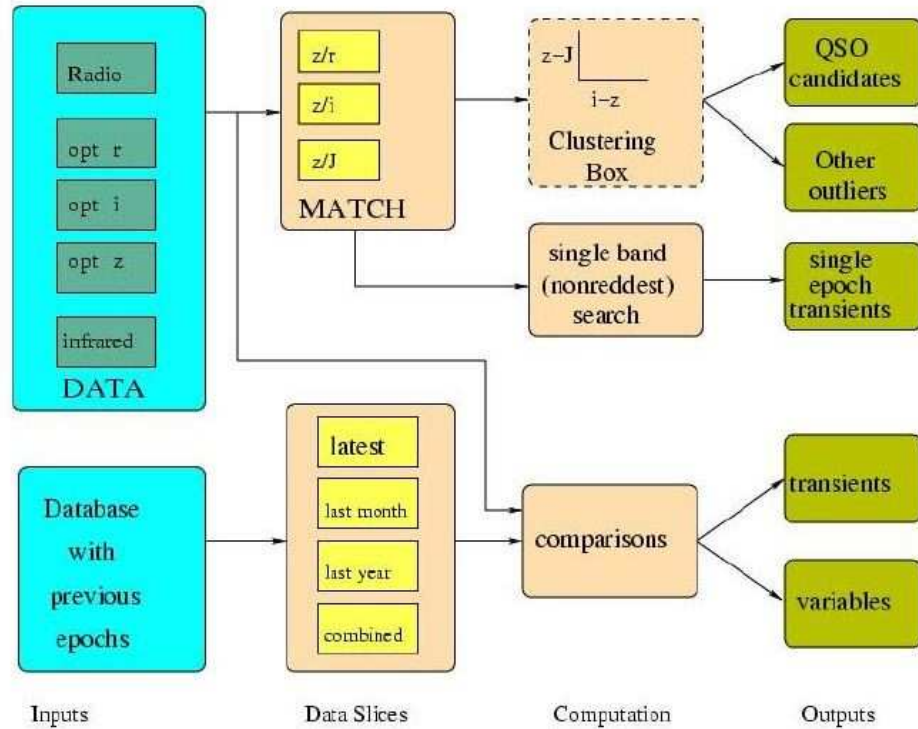 Radio
opt r
opt i
opt z
infrared
DATA
z/r
z/i
z/J
MATCH
z-J
i-z
Clustering
Box
QSO
candidates
Other
outliers
single band
(nonreddest)
search
single
epoch
transients
Database
with
previous
epochs
latest
last month
last year
combined
comparisons
transients
variables
Inputs
Data Slices
Computation
Outputs